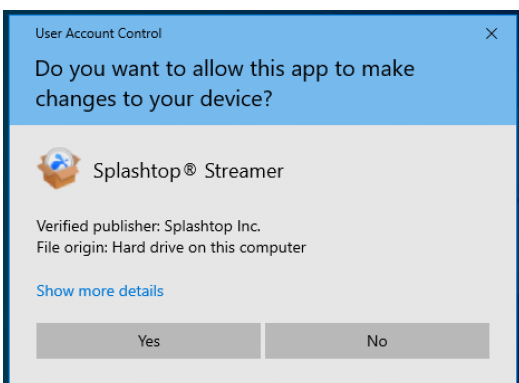 User Account Control
Do you want to allow this app to make
changes to your device?
Splashtop® Streamer
Verified publisher: Splashtop Inc.
File origin: Hard drive on this computer
Show more details
Yes
No